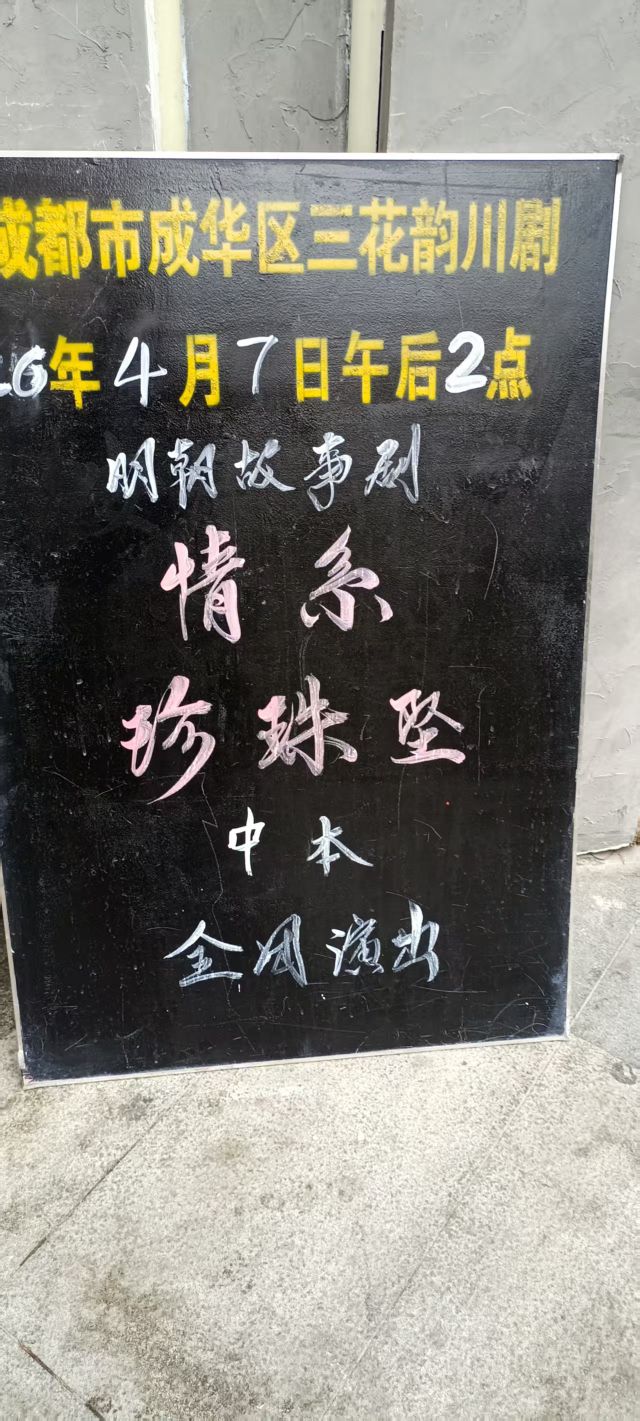 成都市成华区三花韵川剧
26年4月7日午后2点
明朝故事剧
情系
珍珠坠
中本
全团演出